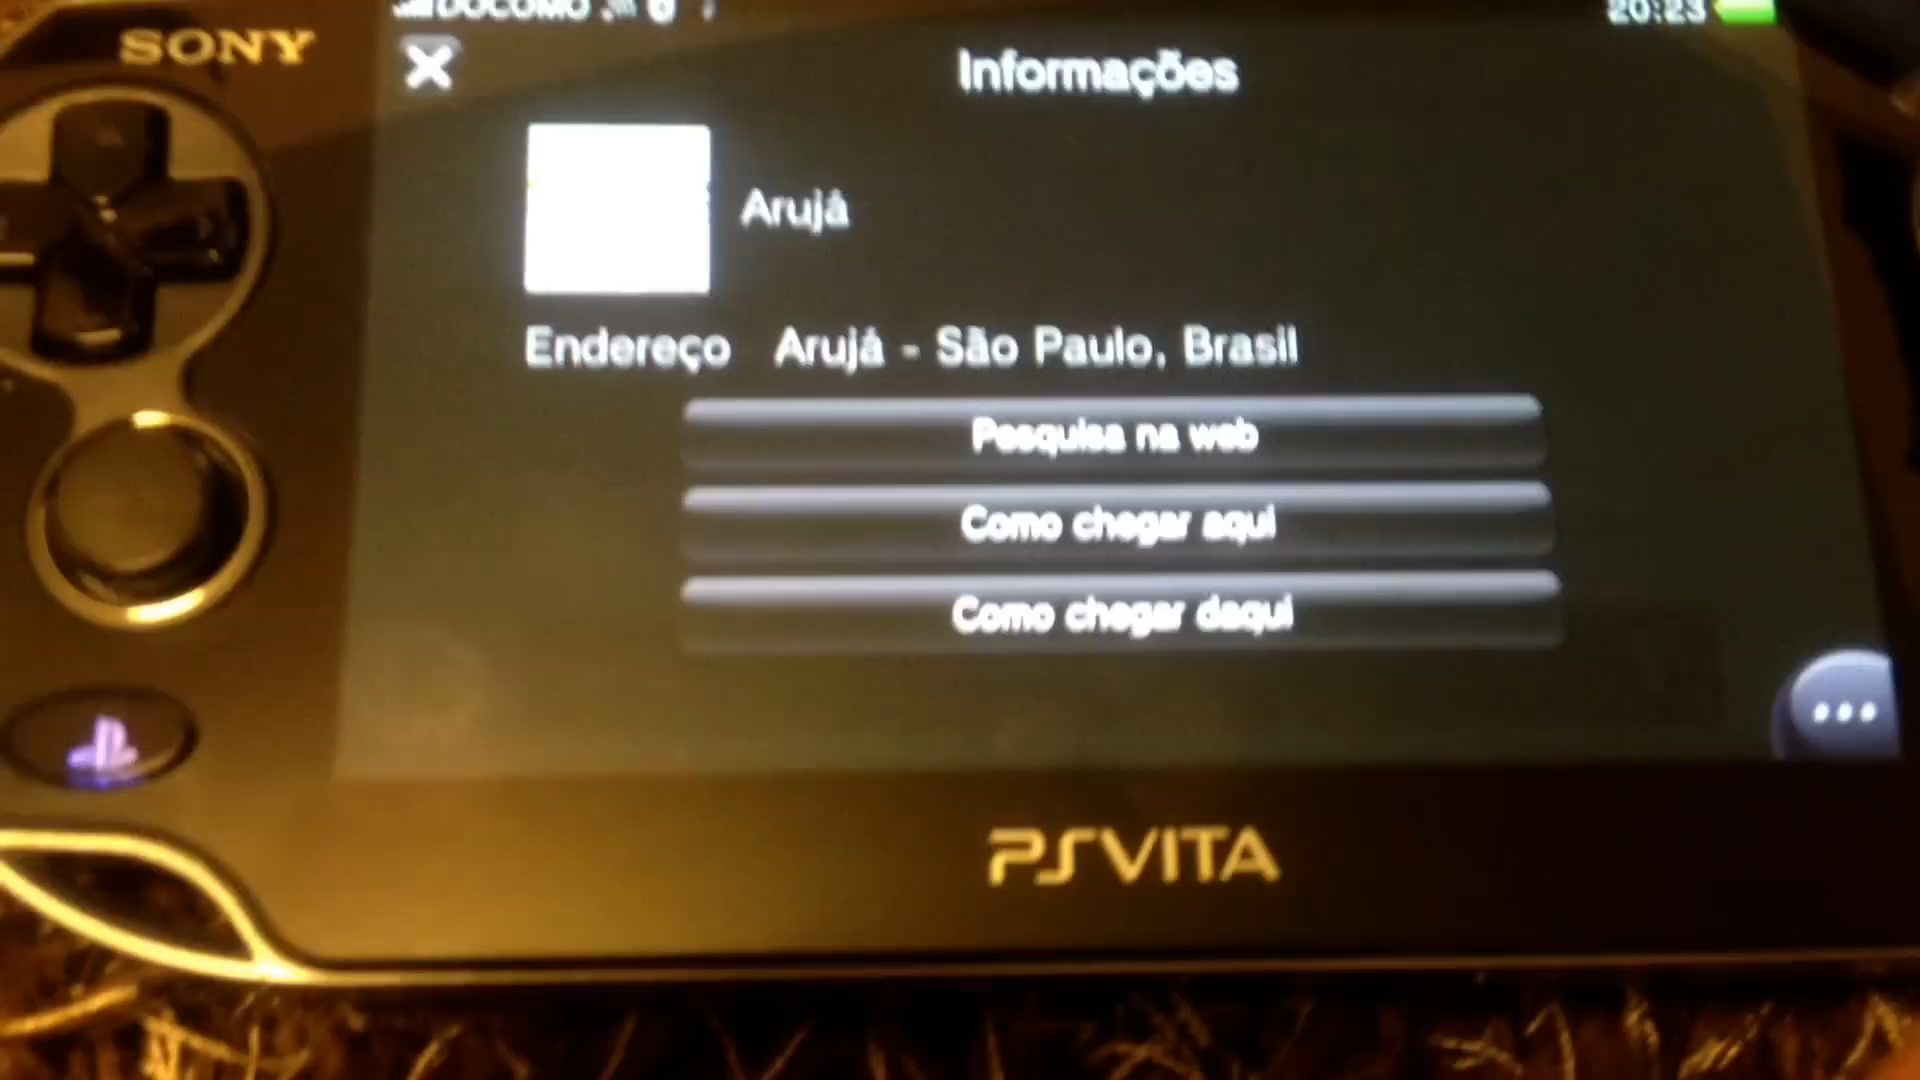 DOCOMO
20:23
SONY
Informações
Arujá
Endereço Arujá - São Paulo, Brasil
Pesquisa na web
Como chegar aqui
Como chegar daqui
PSVITA